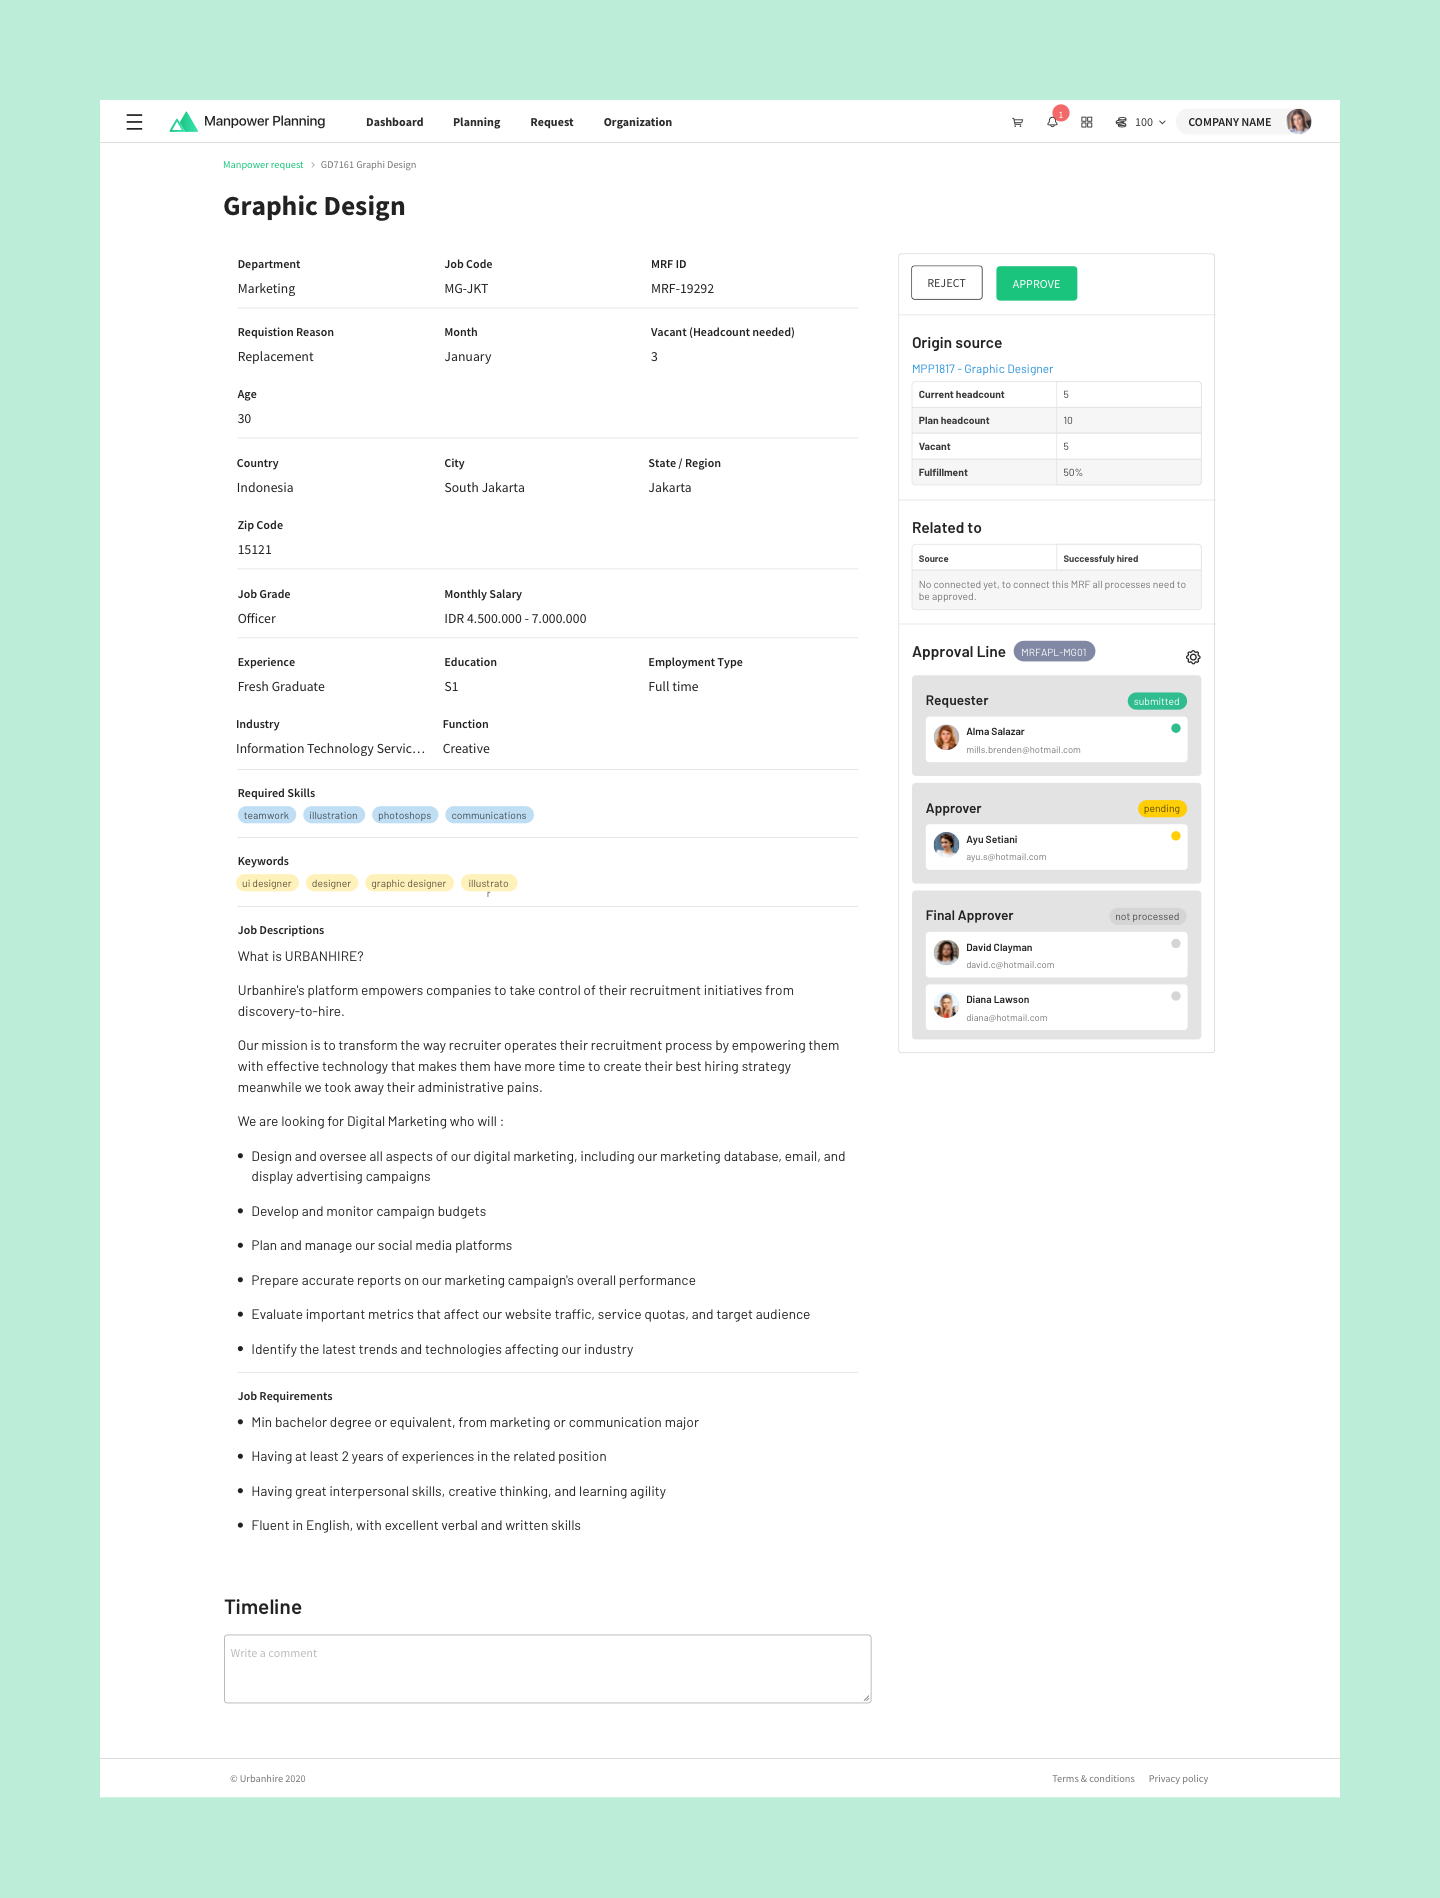 Manpower Planning
Dashboard
Planning
Request
Organization
1
100
COMPANY NAME
Manpower request
GD7161 Graphi Design
Graphic Design
Department
Job Code
MRF ID
Marketing
MG-JKT
MRF-19292
Requistion Reason
Month
Vacant (Headcount needed)
Replacement
January
3
Age
30
Country
City
State / Region
Indonesia
South Jakarta
Jakarta
Zip Code
15121
Job Grade
Monthly Salary
Officer
IDR 4.500.000 - 7.000.000
Experience
Education
Employment Type
Fresh Graduate
S1
Full time
Industry
Function
Information Technology Servic...
Creative
Required Skills
teamwork
illustration
photoshops
communications
Keywords
ui designer
designer
graphic designer
illustrato
r
Job Descriptions
What is URBANHIRE?
Urbanhire's platform empowers companies to take control of their recruitment initiatives from
discovery-to-hire.
Our mission is to transform the way recruiter operates their recruitment process by empowering them
with effective technology that makes them have more time to create their best hiring strategy
meanwhile we took away their administrative pains.
We are looking for Digital Marketing who will :
• Design and oversee all aspects of our digital marketing, including our marketing database, email, and
display advertising campaigns
• Develop and monitor campaign budgets
• Plan and manage our social media platforms
• Prepare accurate reports on our marketing campaign's overall performance
• Evaluate important metrics that affect our website traffic, service quotas, and target audience
• Identify the latest trends and technologies affecting our industry
Job Requirements
• Min bachelor degree or equivalent, from marketing or communication major
• Having at least 2 years of experiences in the related position
• Having great interpersonal skills, creative thinking, and learning agility
• Fluent in English, with excellent verbal and written skills
REJECT
APPROVE
Origin source
MPP1817 - Graphic Designer
Current headcount
5
Plan headcount
10
Vacant
5
Fulfillment
50%
Related to
Source
Successfuly hired
No connected yet, to connect this MRF all processes need to
be approved.
Approval Line
MRFAPL-MG01
Requester
submitted
Alma Salazar
mills.brenden@hotmail.com
Approver
pending
Ayu Setiani
ayu.s@hotmail.com
Final Approver
not processed
David Clayman
david.c@hotmail.com
Diana Lawson
diana@hotmail.com
Timeline
Write a comment
© Urbanhire 2020
Terms & conditions
Privacy policy